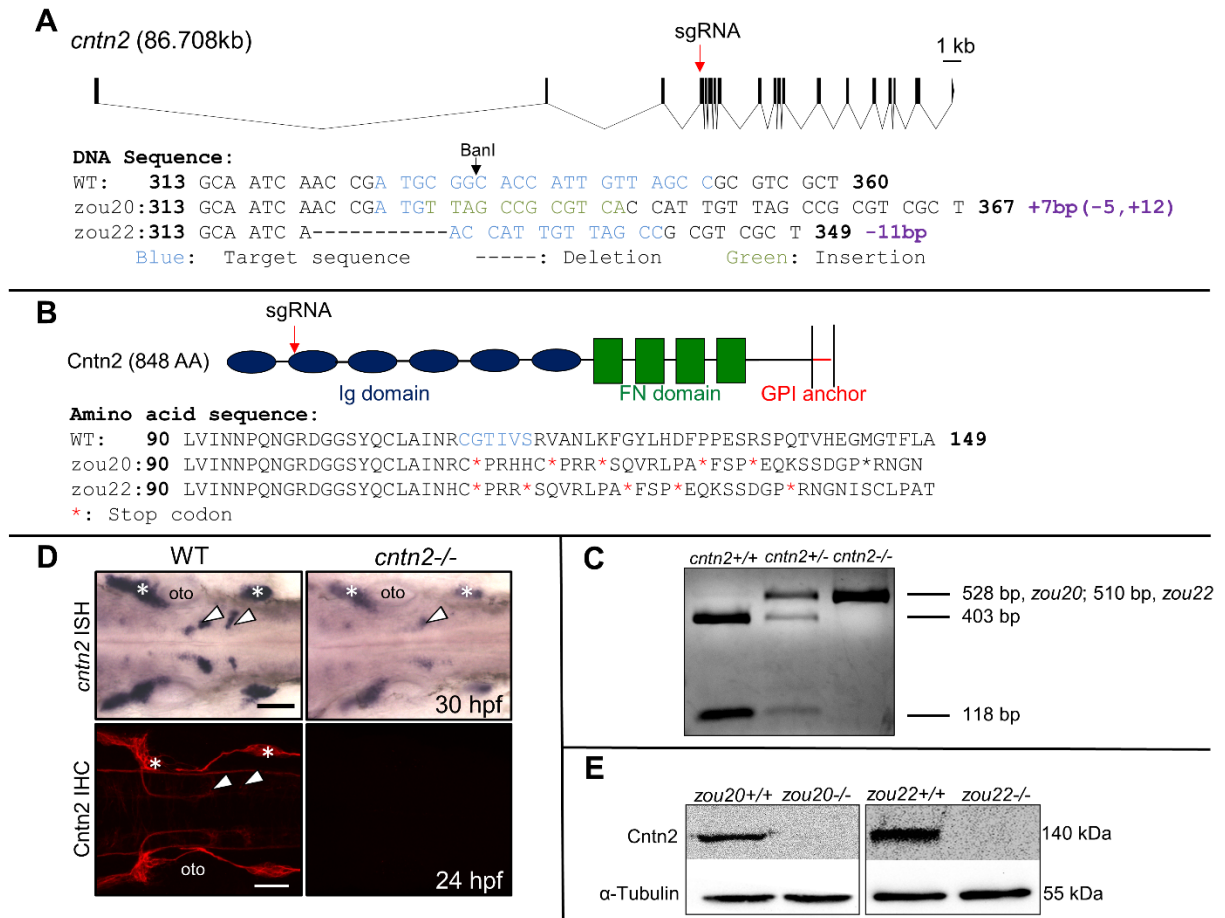 A
cntn2 (86.708kb)
sgRNA
1 kb
DNA Sequence:
BanI
WT: 313 GCA ATC AAC CGA TGC GGC ACC ATT GTT AGC CGC GTC GCT 360
zou20:313 GCA ATC AAC CGA TGT TAG CCG CGT CAC CAT TGT TAG CCG CGT CGC T 367 +7bp(-5,+12)
zou22:313 GCA ATC A-----------AC CAT TGT TAG CCG CGT CGC T 349 -11bp
Blue: Target sequence -----: Deletion Green: Insertion
B
sgRNA
Cntn2 (848 AA)
Ig domain
FN domain
GPI anchor
Amino acid sequence:
WT: 90 LVINNPQNGRDGGSYQCLAINRCGTIVSRVANLKFGYLHDFPPESRSPQTVHEGMGTFLA 149
zou20:90 LVINNPQNGRDGGSYQCLAINRC*PRHHC*PRR*SQVRLPA*FSP*EQKSSDGP*RNGN
zou22:90 LVINNPQNGRDGGSYQCLAINHC*PRR*SQVRLPA*FSP*EQKSSDGP*RNGNISCLPAT
*: Stop codon
D
WT
cntn2-/-
cntn2 ISH
* oto *
* oto *
30 hpf
Cntn2 IHC
* *
oto
24 hpf
C
cntn2+/+ cntn2+/- cntn2-/-
528 bp, zou20; 510 bp, zou22
403 bp
118 bp
E
zou20+/+ zou20-/- zou22+/+ zou22-/-
Cntn2
140 kDa
α-Tubulin
55 kDa